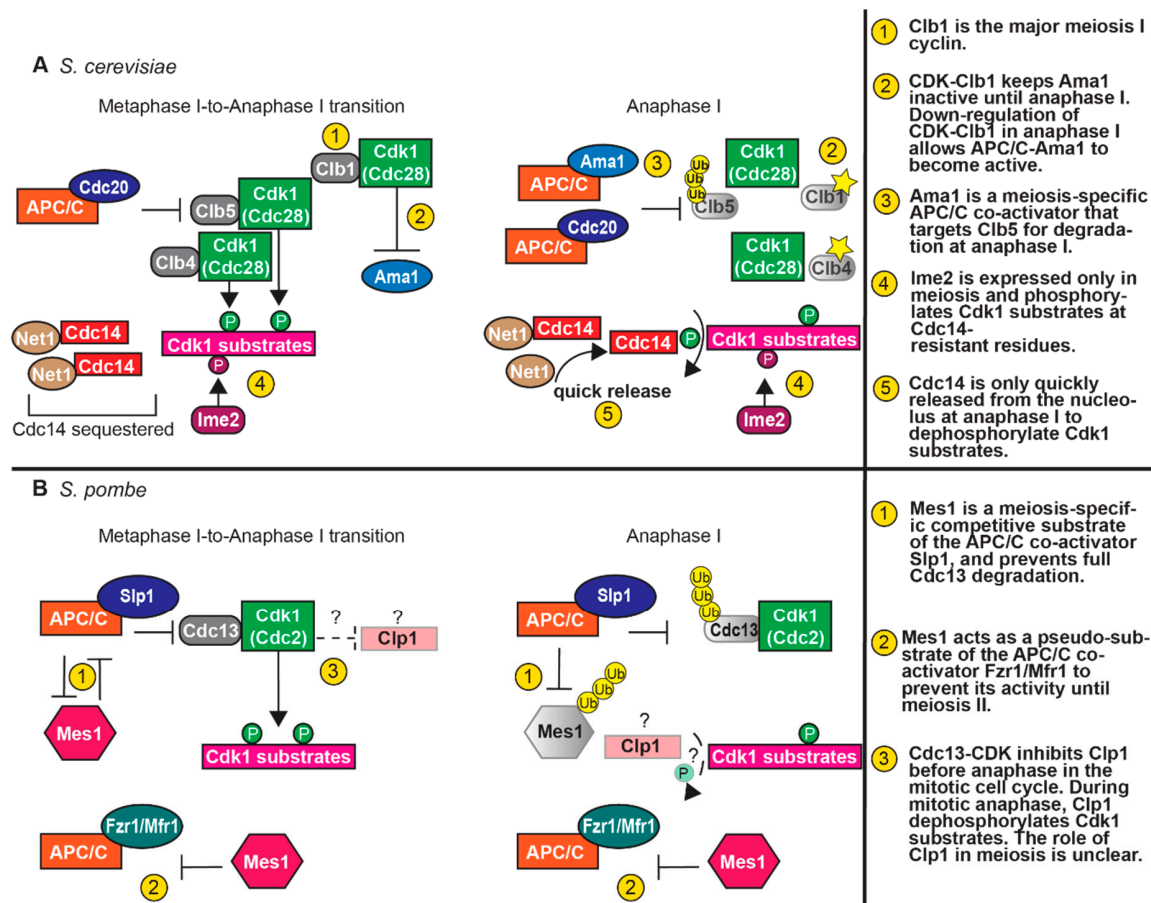 A S. cerevisiae
Metaphase I-to-Anaphase I transition
1
Clb1
Cdk1
(Cdc28)
Cdc20
APC/C
Clb5
Cdk1
(Cdc28)
2
Clb4
Cdk1
(Cdc28)
Ama1
P
P
Net1
Cdc14
Cdk1 substrates
Net1
Cdc14
P
4
Ime2
Cdc14 sequestered
Anaphase I
Ama1
3
APC/C
Ub
Ub
Ub
Clb5
Cdk1
(Cdc28)
2
Clb1
Cdc20
APC/C
Cdk1
(Cdc28)
Clb4
P
Net1
Cdc14
Cdc14
P
Cdk1 substrates
Net1
P
quick release
5
4
Ime2
1 Clb1 is the major meiosis I
cyclin.
2 CDK-Clb1 keeps Ama1
inactive until anaphase I.
Down-regulation of
CDK-Clb1 in anaphase I
allows APC/C-Ama1 to
become active.
3 Ama1 is a meiosis-specific
APC/C co-activator that
targets Clb5 for degrada-
tion at anaphase I.
4 Ime2 is expressed only in
meiosis and phosphory-
lates Cdk1 substrates at
Cdc14-
resistant residues.
5 Cdc14 is only quickly
released from the nucleo-
lus at anaphase I to
dephosphorylate Cdk1
substrates.
B S. pombe
Metaphase I-to-Anaphase I transition
Slp1
APC/C
Cdc13
Cdk1
(Cdc2)
?
?
Clp1
1
3
Mes1
P
P
Cdk1 substrates
Fzr1/Mfr1
APC/C
Mes1
2
Anaphase I
Slp1
APC/C
Ub
Ub
Ub
Cdc13
Cdk1
(Cdc2)
1
Ub
Ub
Ub
Mes1
?
Clp1
?
P
P
Cdk1 substrates
Fzr1/Mfr1
APC/C
Mes1
2
1 Mes1 is a meiosis-specif-
ic competitive substrate
of the APC/C co-activator
Slp1, and prevents full
Cdc13 degradation.
2 Mes1 acts as a pseudo-sub-
strate of the APC/C co-
activator Fzr1/Mfr1 to
prevent its activity until
meiosis II.
3 Cdc13-CDK inhibits Clp1
before anaphase in the
mitotic cell cycle. During
mitotic anaphase, Clp1
dephosphorylates Cdk1
substrates. The role of
Clp1 in meiosis is unclear.